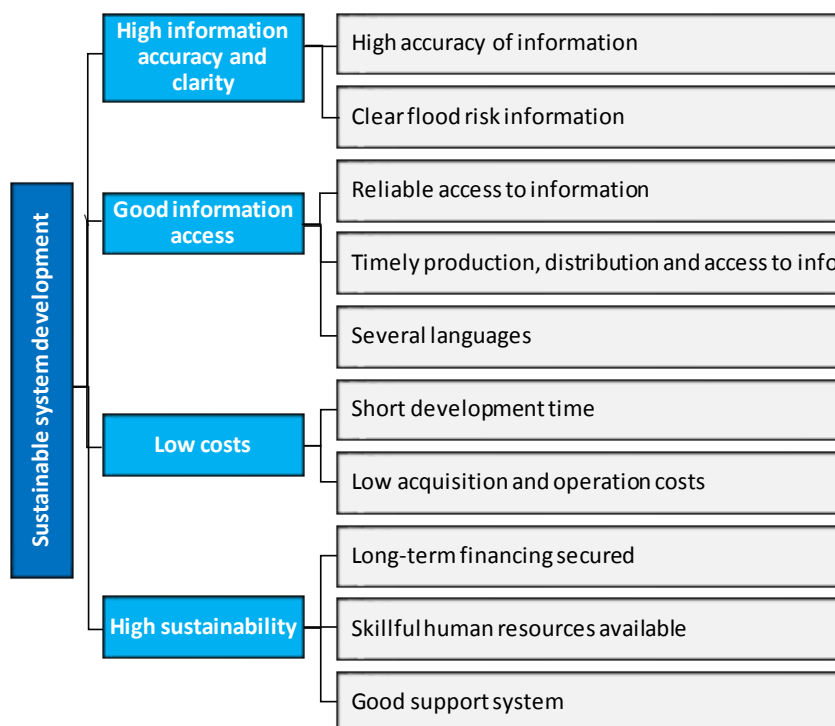 Sustainable system development
High information
accuracy and
clarity
High accuracy of information
Clear flood risk information
Good information
access
Reliable access to information
Timely production, distribution and access to info
Several languages
Low costs
Short development time
Low acquisition and operation costs
High sustainability
Long-term financing secured
Skillful human resources available
Good support system